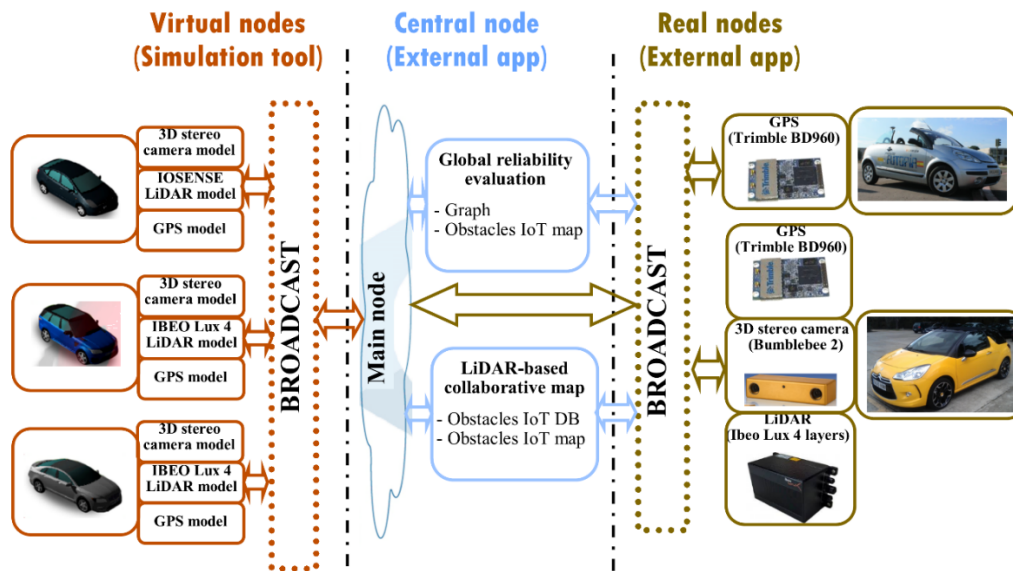 Virtual nodes
(Simulation tool)
Central node
(External app)
Real nodes
(External app)
3D stereo
camera model
IOSENSE
LiDAR model
GPS model
3D stereo
camera model
IBEO Lux 4
LiDAR model
GPS model
3D stereo
camera model
IBEO Lux 4
LiDAR model
GPS model
BROADCAST
Main node
Global reliability
evaluation
- Graph
- Obstacles IoT map
LiDAR-based
collaborative map
- Obstacles IoT DB
- Obstacles IoT map
BROADCAST
GPS
(Trimble BD960)
Trimble
GPS
(Trimble BD960)
Trimble
3D stereo camera
(Bumblebee 2)
LiDAR
(Ibeo Lux 4 layers)